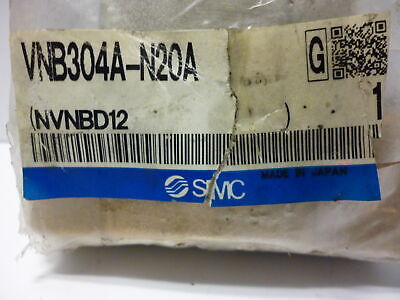 VNB304A-N20A
G
(NVNBD12 )
1
SMC
MADE IN JAPAN